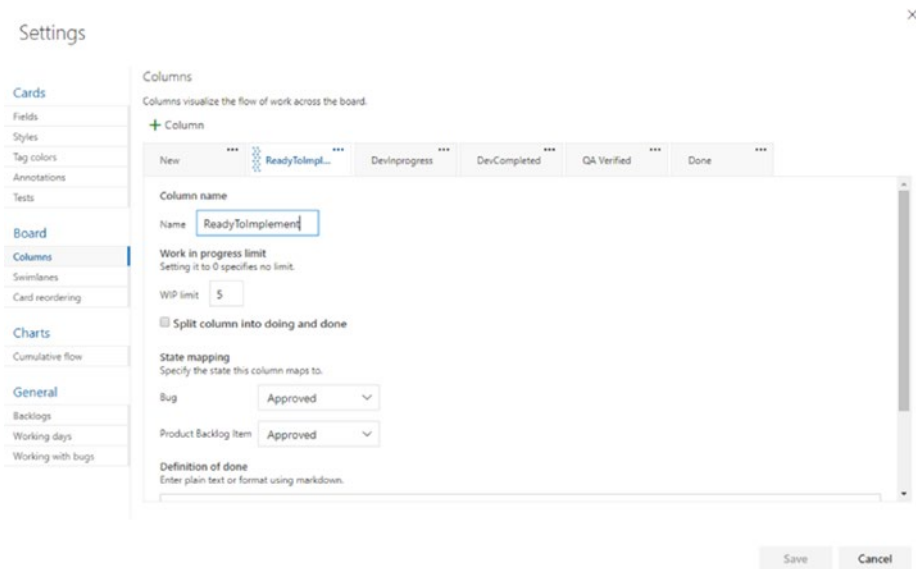 Settings
Cards
Fields
Styles
Tag colors
Annotations
Tests
Board
Columns
Swimlanes
Card reordering
Charts
Cumulative flow
General
Backlogs
Working days
Working with bugs
Columns
Columns visualize the flow of work across the board.
+ Column
New ReadyToImpl... DevInprogress DevCompleted QA Verified Done
Column name
Name ReadyToImplement
Work in progress limit
Setting it to 0 specifies no limit.
WIP limit 5
Split column into doing and done
State mapping
Specify the state this column maps to.
Bug Approved
Product Backlog Item Approved
Definition of done
Enter plain text or format using markdown.
Save Cancel